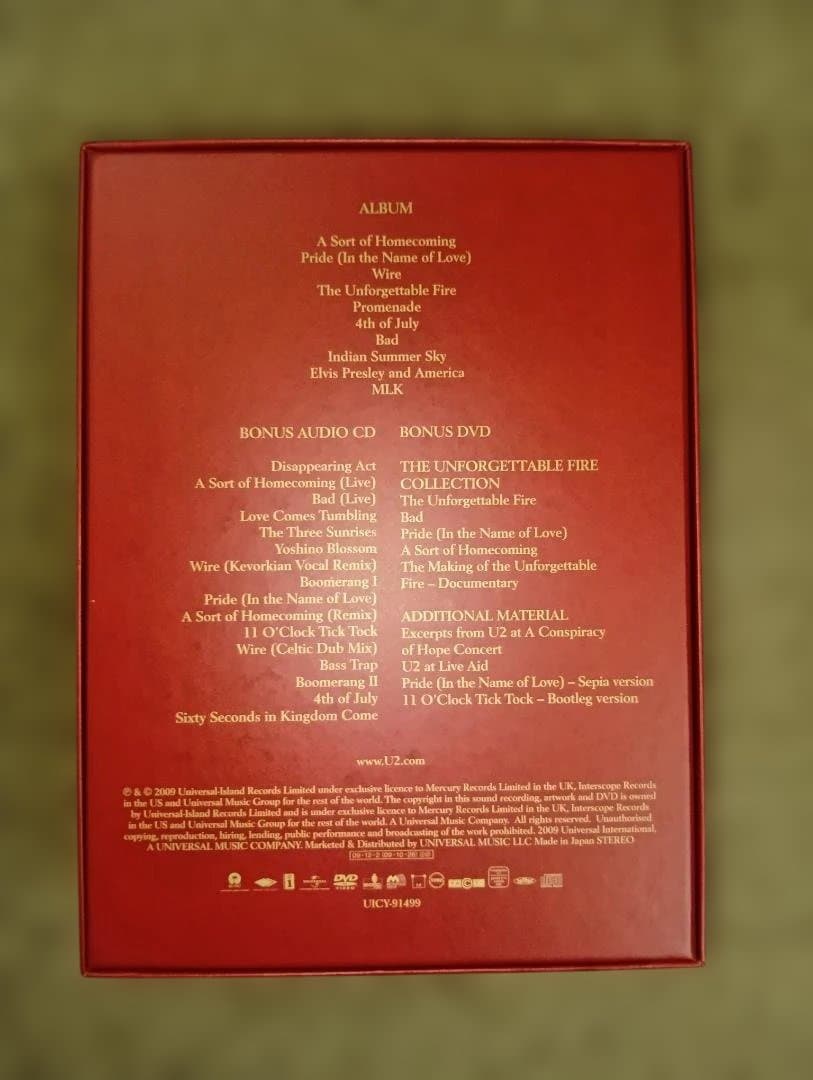 ALBUM
A Sort of Homecoming
Pride (In the Name of Love)
Wire
The Unforgettable Fire
Promenade
4th of July
Bad
Indian Summer Sky
Elvis Presley and America
MLK
BONUS AUDIO CD
Disappearing Act
A Sort of Homecoming (Live)
Bad (Live)
Love Comes Tumbling
The Three Sunrises
Yoshino Blossom
Wire (Kevorkian Vocal Remix)
Boomerang I
Pride (In the Name of Love)
A Sort of Homecoming (Remix)
11 O'Clock Tick Tock
Wire (Celtic Dub Mix)
Bass Trap
Boomerang II
4th of July
Sixty Seconds in Kingdom Come
BONUS DVD
THE UNFORGETTABLE FIRE
COLLECTION
The Unforgettable Fire
Bad
Pride (In the Name of Love)
A Sort of Homecoming
The Making of the Unforgettable
Fire – Documentary
ADDITIONAL MATERIAL
Excerpts from U2 at A Conspiracy
of Hope Concert
U2 at Live Aid
Pride (In the Name of Love) – Sepia version
11 O'Clock Tick Tock – Bootleg version
www.U2.com
℗ & © 2009 Universal-Island Records Limited under exclusive licence to Mercury Records Limited in the UK, Interscope Records
in the US and Universal Music Group for the rest of the world. The copyright in this sound recording, artwork and DVD is owned
by Universal-Island Records Limited and is under exclusive licence to Mercury Records Limited in the UK, Interscope Records
in the US and Universal Music Group for the rest of the world. A Universal Music Company. All rights reserved. Unauthorised
copying, reproduction, hiring, lending, public performance and broadcasting of the work prohibited. 2009 Universal International,
A UNIVERSAL MUSIC COMPANY. Marketed & Distributed by UNIVERSAL MUSIC LLC Made in Japan STEREO
DVD
UICY-91499